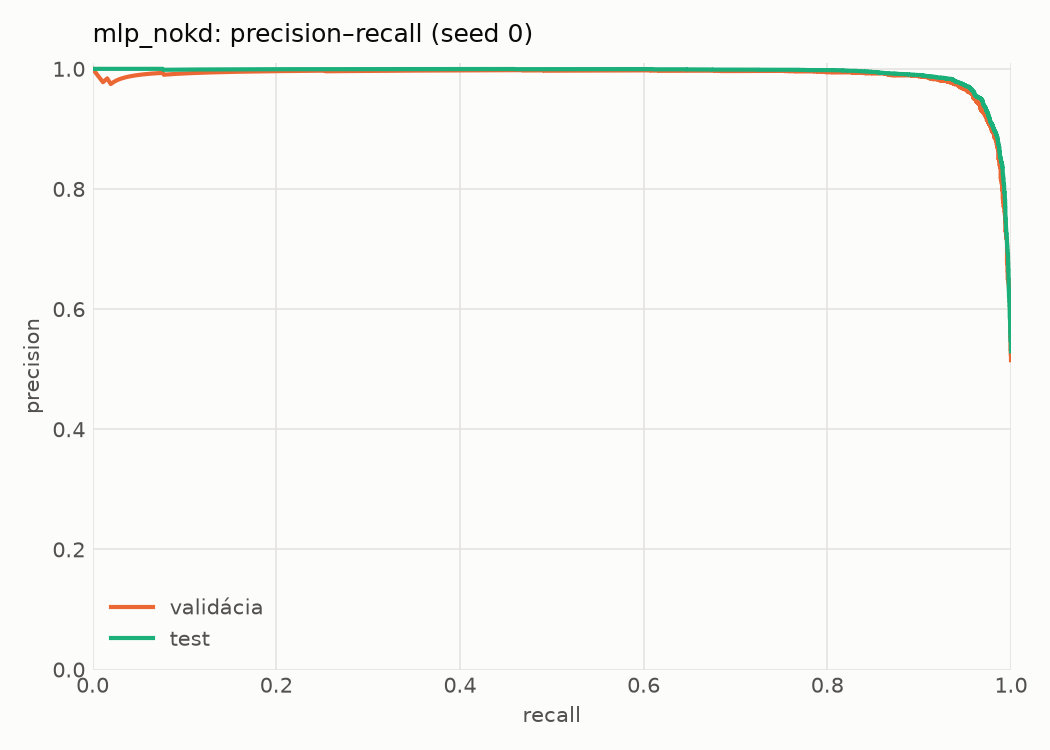 mlp_nokd: precision–recall (seed 0)
1.0
0.8
0.6
0.4
0.2
0.0
precision
validácia
test
0.0 0.2 0.4 0.6 0.8 1.0
recall